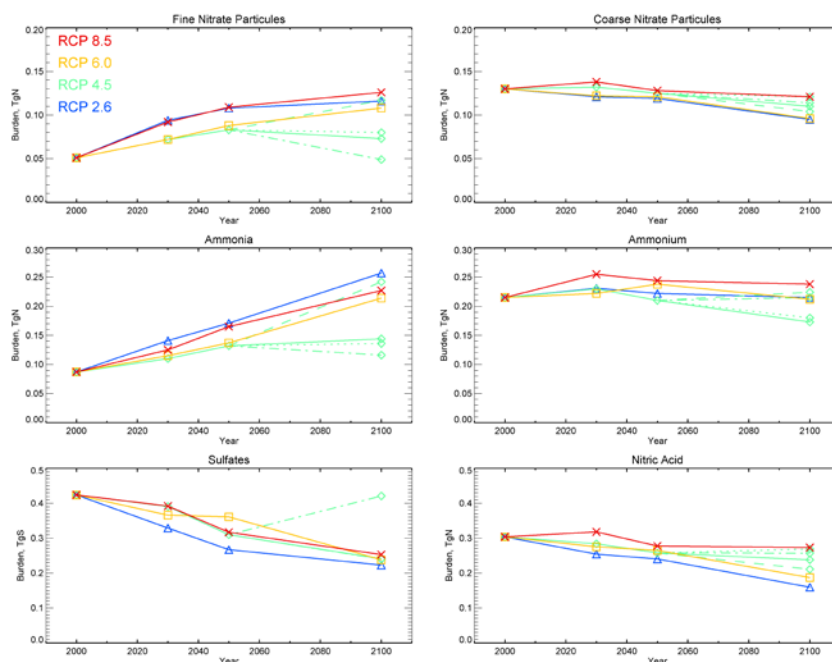 Fine Nitrate Particules
Coarse Nitrate Particules
RCP 8.5
RCP 6.0
RCP 4.5
RCP 2.6
Burden, TgN
0.20
0.15
0.10
0.05
0.00
2000 2020 2040 2060 2080 2100
Year
Burden, TgN
0.20
0.15
0.10
0.05
0.00
2000 2020 2040 2060 2080 2100
Year
Ammonia
Ammonium
Burden, TgN
0.30
0.25
0.20
0.15
0.10
0.05
0.00
2000 2020 2040 2060 2080 2100
Year
Burden, TgN
0.30
0.25
0.20
0.15
0.10
0.05
0.00
2000 2020 2040 2060 2080 2100
Year
Sulfates
Nitric Acid
Burden, TgS
0.5
0.4
0.3
0.2
0.1
0.0
2000 2020 2040 2060 2080 2100
Year
Burden, TgN
0.5
0.4
0.3
0.2
0.1
0.0
2000 2020 2040 2060 2080 2100
Year